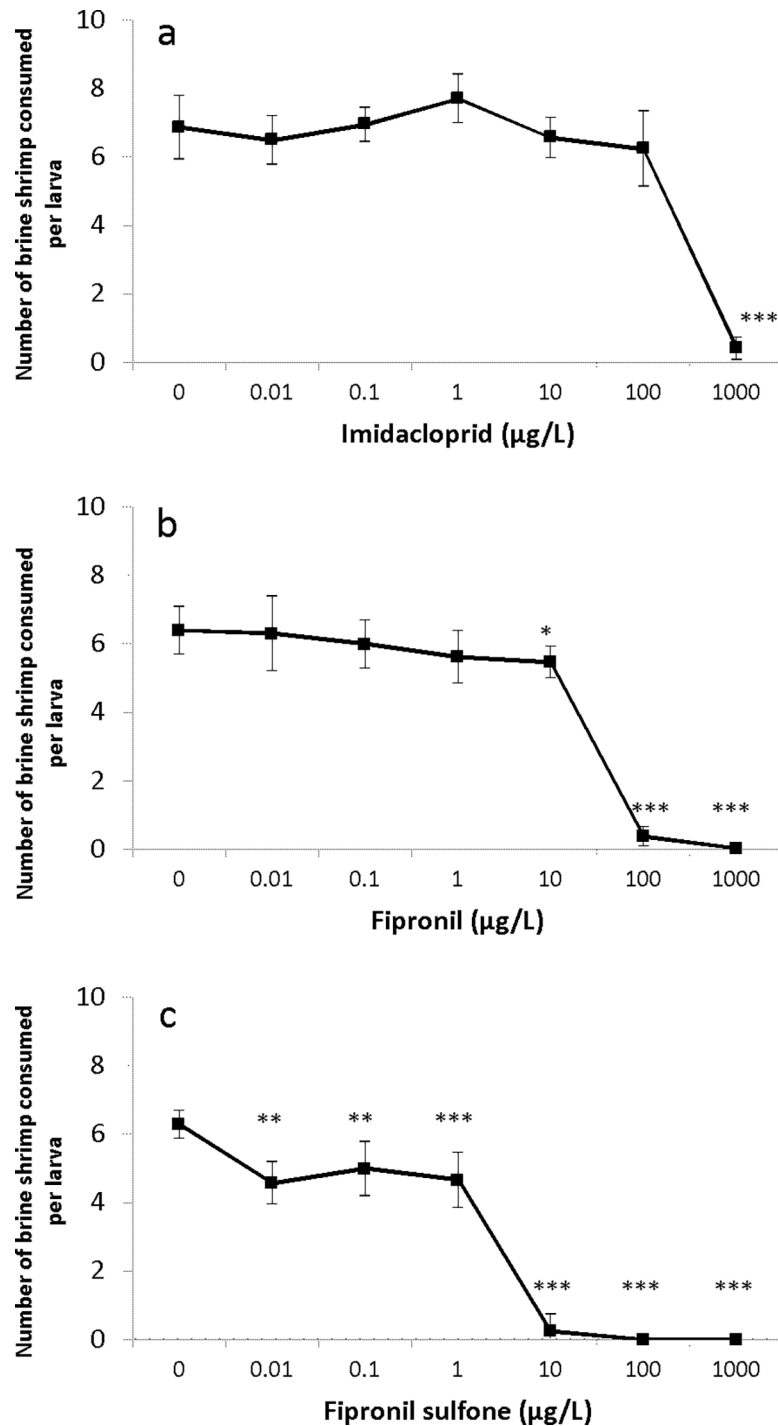 a
Number of brine shrimp consumed
per larva
10
8
6
4
2
0
***
0 0.01 0.1 1 10 100 1000
Imidacloprid (µg/L)
b
Number of brine shrimp consumed
per larva
10
8
6
4
2
0
*
*** ***
0 0.01 0.1 1 10 100 1000
Fipronil (µg/L)
c
Number of brine shrimp consumed
per larva
10
8
6
4
2
0
** ** ***
*** *** ***
0 0.01 0.1 1 10 100 1000
Fipronil sulfone (µg/L)